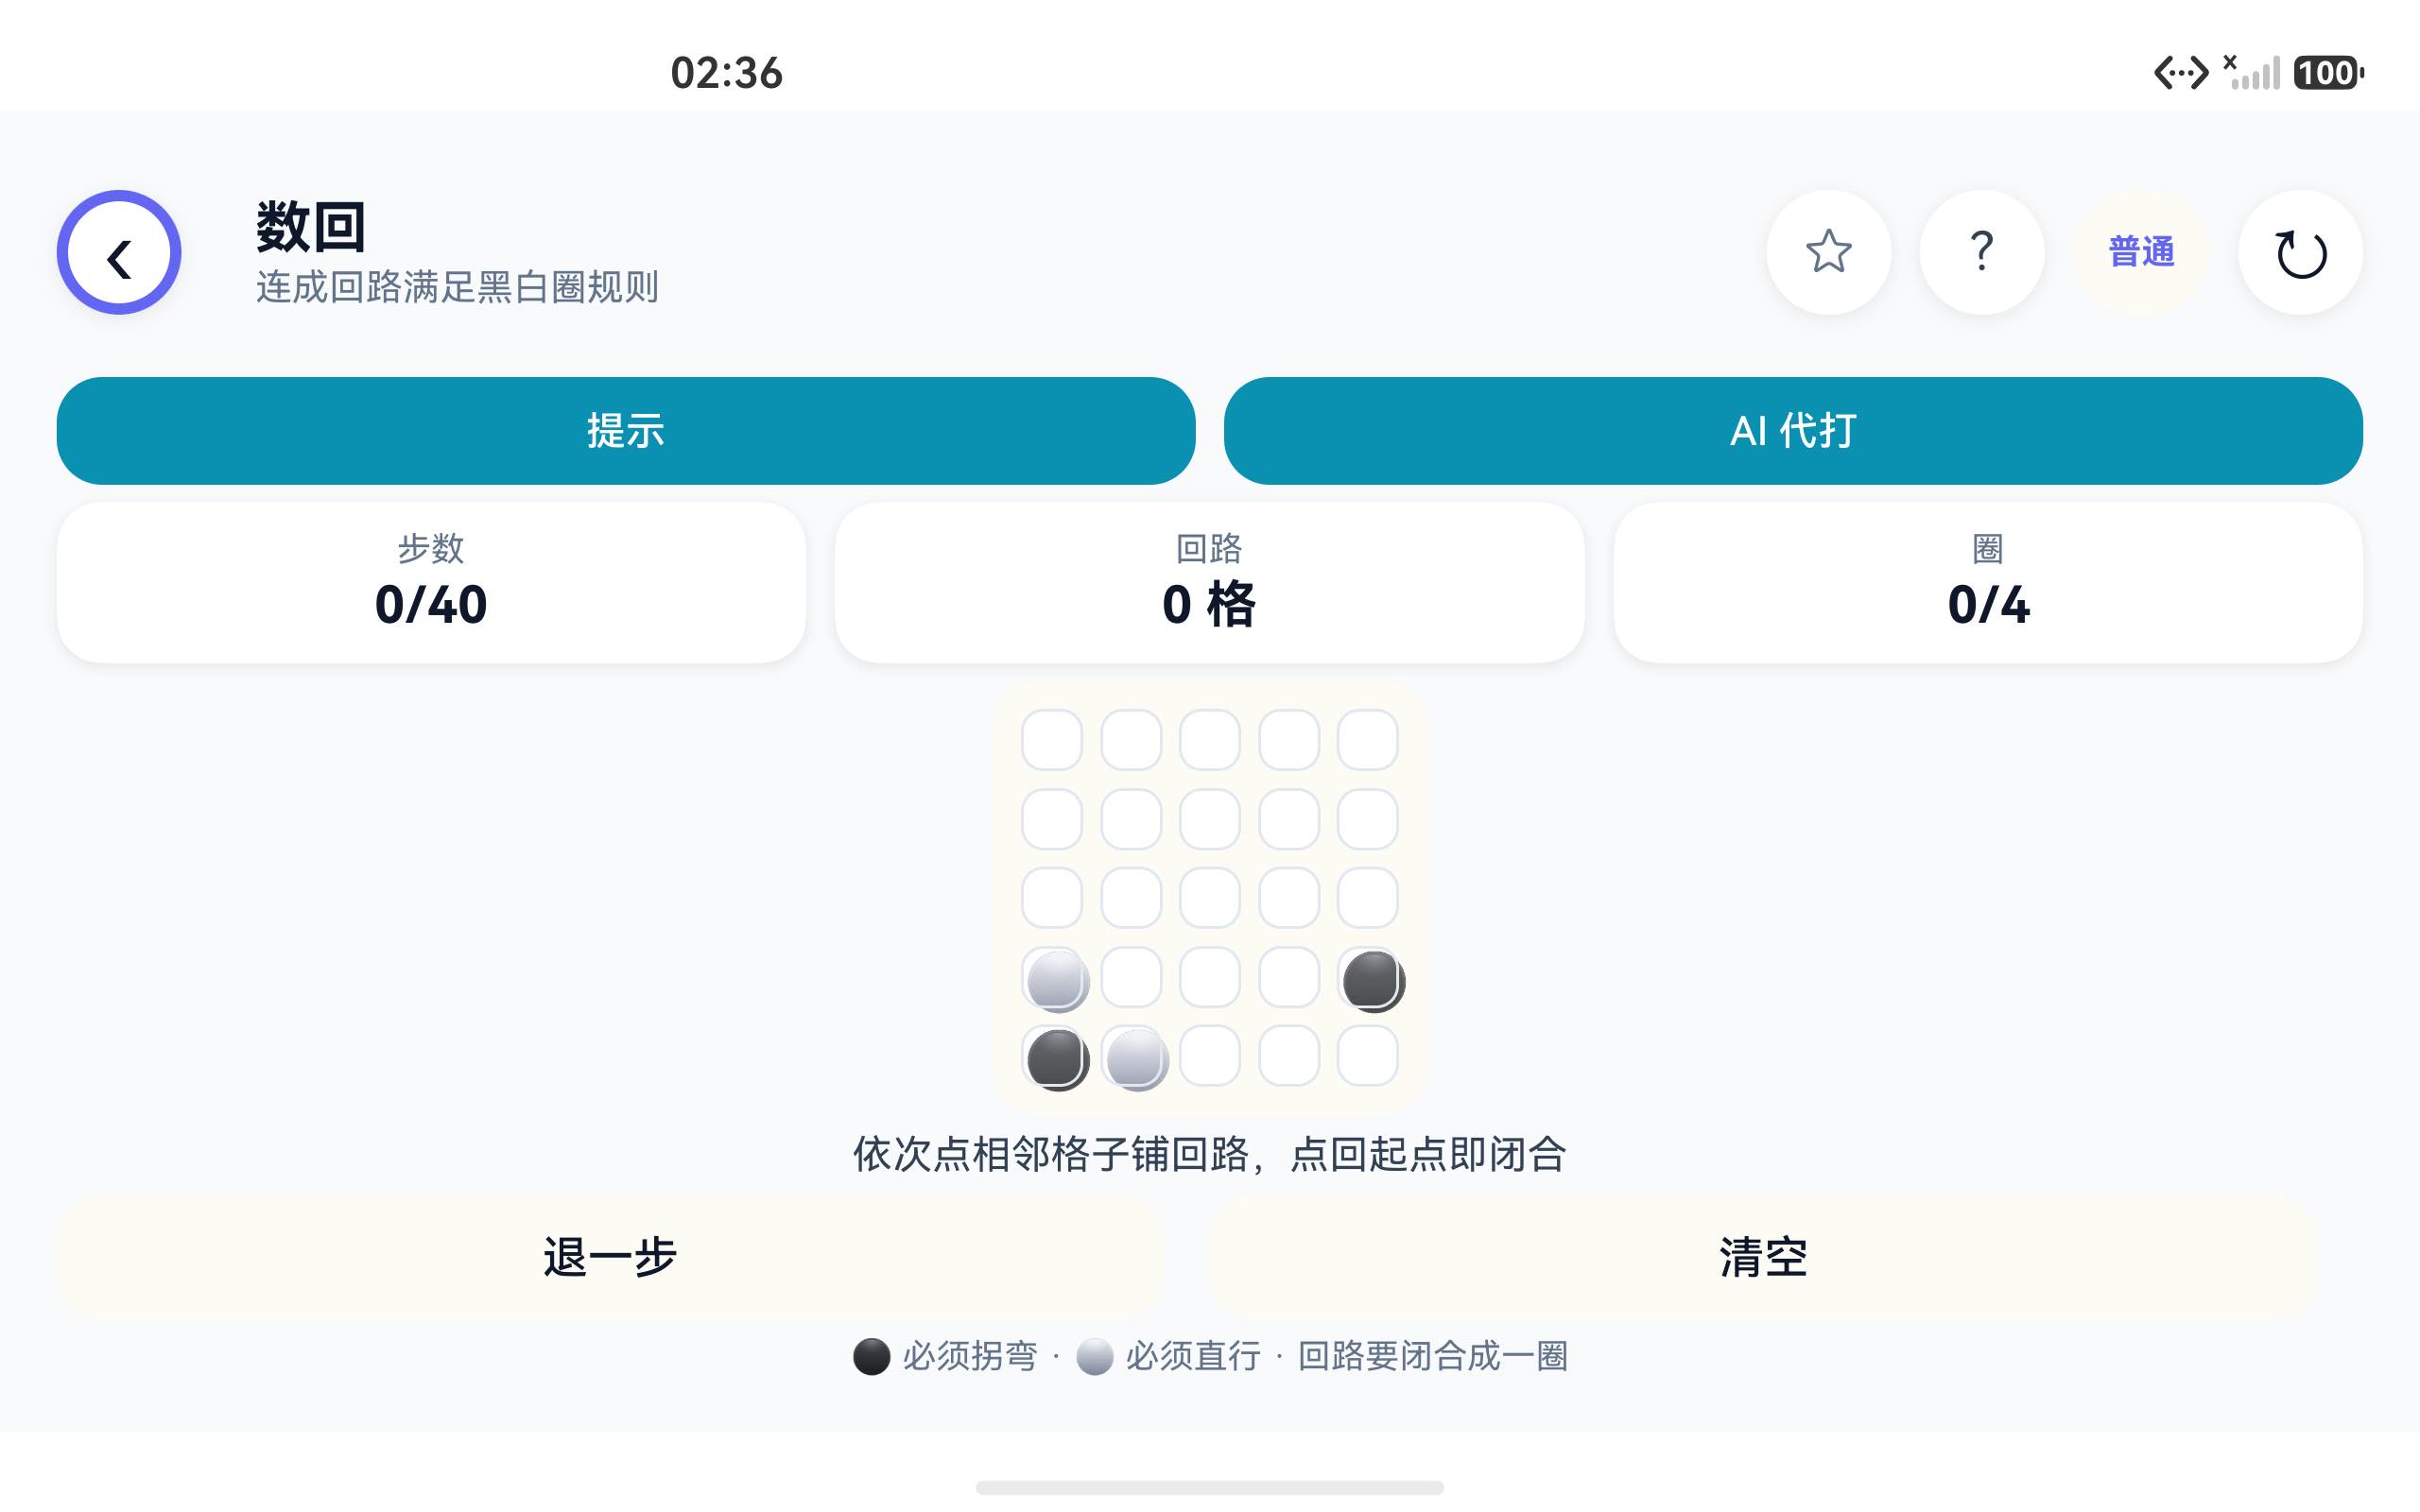 02:36
100
数回
连成回路满足黑白圈规则
?
普通
提示
AI 代打
步数
0/40
回路
0 格
圈
0/4
依次点相邻格子铺回路，点回起点即闭合
退一步
清空
必须拐弯 · 必须直行 · 回路要闭合成一圈